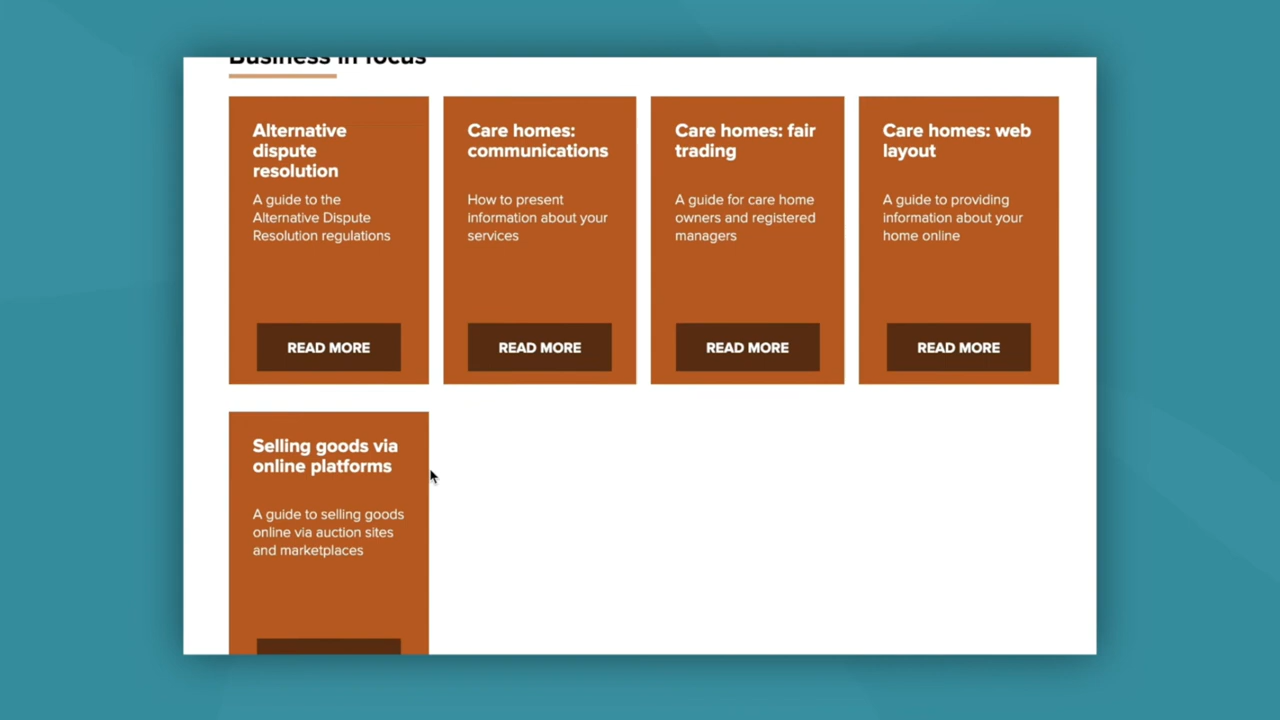 Business in focus
Alternative
dispute
resolution
A guide to the
Alternative Dispute
Resolution regulations
READ MORE
Care homes:
communications
How to present
information about your
services
READ MORE
Care homes: fair
trading
A guide for care home
owners and registered
managers
READ MORE
Care homes: web
layout
A guide to providing
information about your
home online
READ MORE
Selling goods via
online platforms
A guide to selling goods
online via auction sites
and marketplaces